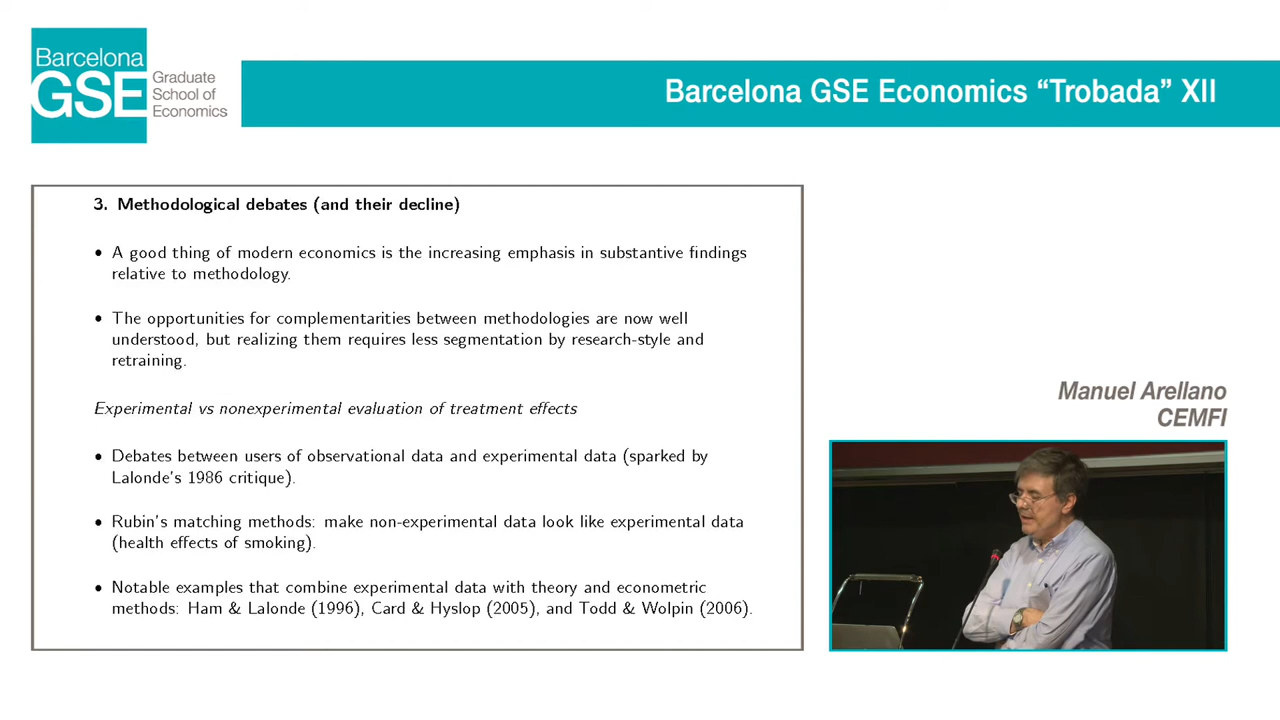 Barcelona
GSE
Graduate
School of
Economics
Barcelona GSE Economics “Trobada” XII
3. Methodological debates (and their decline)
• A good thing of modern economics is the increasing emphasis in substantive findings
relative to methodology.
• The opportunities for complementarities between methodologies are now well
understood, but realizing them requires less segmentation by research-style and
retraining.
Experimental vs nonexperimental evaluation of treatment effects
• Debates between users of observational data and experimental data (sparked by
Lalonde's 1986 critique).
• Rubin's matching methods: make non-experimental data look like experimental data
(health effects of smoking).
• Notable examples that combine experimental data with theory and econometric
methods: Ham & Lalonde (1996), Card & Hyslop (2005), and Todd & Wolpin (2006).
Manuel Arellano
CEMFI